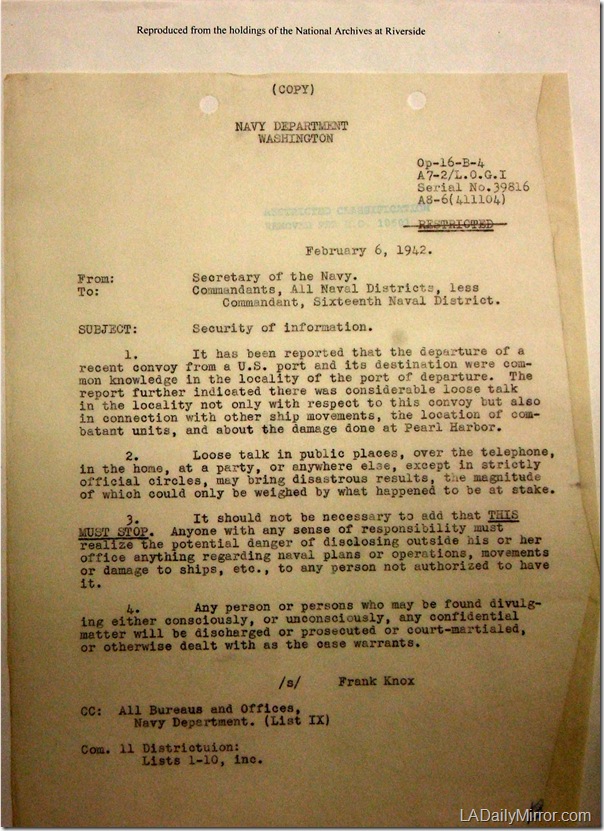 Reproduced from the holdings of the National Archives at Riverside
(COPY)
NAVY DEPARTMENT
WASHINGTON
Op-16-B-4
A7-2/L.O.G.I
Serial No.39816
A8-6(411104)
RESTRICTED CLASSIFICATION
REMOVED PER E.O. 10501
RESTRICTED
February 6, 1942.
From: Secretary of the Navy.
To: Commandants, All Naval Districts, less
Commandant, Sixteenth Naval District.
SUBJECT: Security of information.
1. It has been reported that the departure of a
recent convoy from a U.S. port and its destination were com-
mon knowledge in the locality of the port of departure. The
report further indicated there was considerable loose talk
in the locality not only with respect to this convoy but also
in connection with other ship movements, the location of com-
batant units, and about the damage done at Pearl Harbor.
2. Loose talk in public places, over the telephone,
in the home, at a party, or anywhere else, except in strictly
official circles, may bring disastrous results, the magnitude
of which could only be weighed by what happened to be at stake.
3. It should not be necessary to add that THIS
MUST STOP. Anyone with any sense of responsibility must
realize the potential danger of disclosing outside his or her
office anything regarding naval plans or operations, movements
or damage to ships, etc., to any person not authorized to have
it.
4. Any person or persons who may be found divulg-
ing either consciously, or unconsciously, any confidential
matter will be discharged or prosecuted or court-martialed,
or otherwise dealt with as the case warrants.
/s/ Frank Knox
CC: All Bureaus and Offices,
Navy Department. (List IX)
Com. 11 Districtuion:
Lists 1-10, inc.
LADailyMirror.com